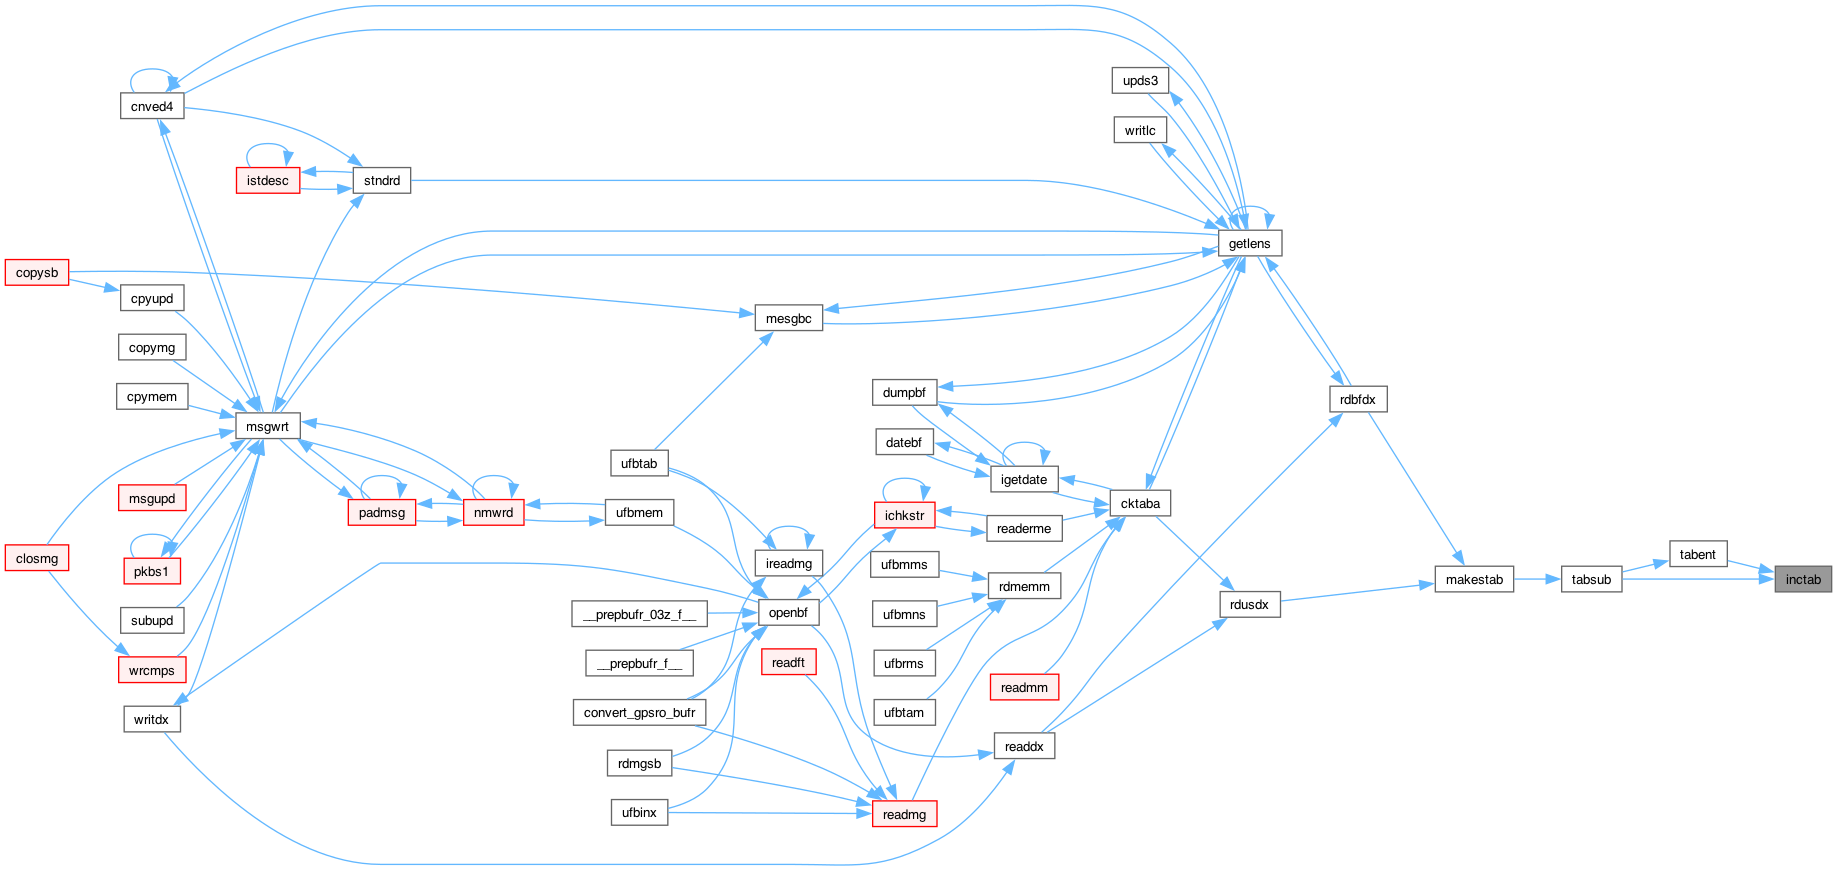 cnved4
upds3
writlc
istdesc
stndrd
getlens
copysb
cpyupd
mesgbc
copymg
cpymem
dumpbf
rdbfdx
msgwrt
datebf
ufbtab
igetdate
msgupd
padmsg
nmwrd
ufbmem
ichkstr
cktaba
readerme
closmg
pkbs1
ireadmg
ufbmms
rdmemm
makestab
tabsub
tabent
inctab
subupd
__prepbufr_03z_f__
openbf
ufbmns
rdusdx
wrcmps
__prepbufr_f__
readft
ufbrms
readmm
writdx
convert_gpsro_bufr
ufbtam
readdx
rdmgsb
ufbinx
readmg